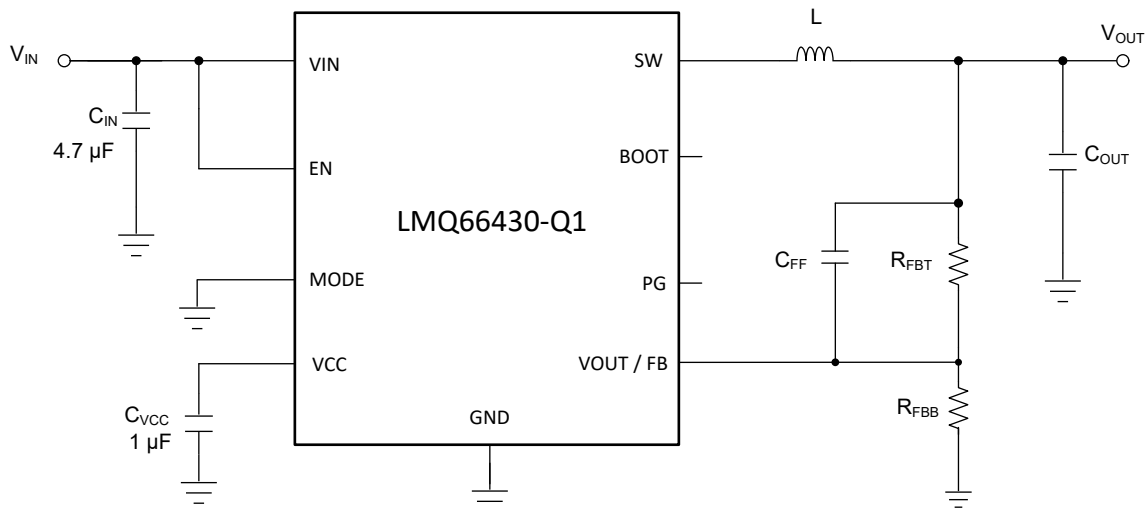 L
VIN
VOUT
VIN
SW
CIN
4.7 µF
BOOT
COUT
EN
LMQ66430-Q1
CFF
RFBT
MODE
PG
VCC
VOUT / FB
CVCC
1 µF
GND
RFBB